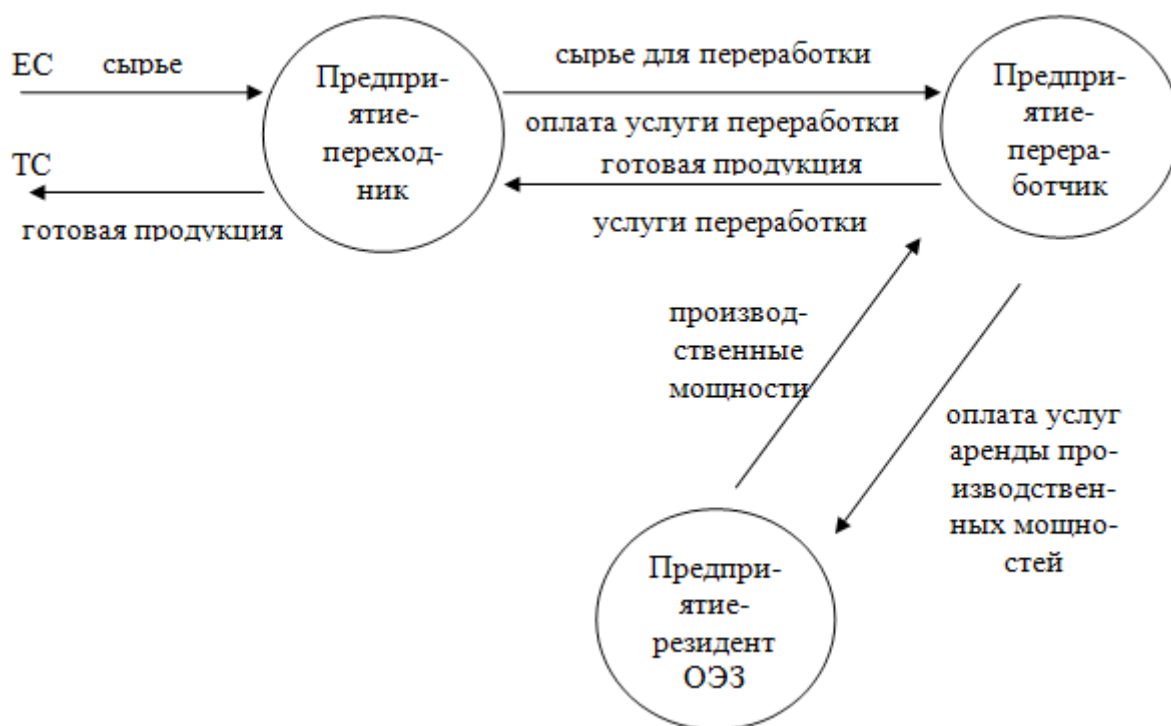 ЕС
сырье
Предпри-
ятие-
переход-
ник
ТС
готовая продукция
сырье для переработки
оплата услуги переработки
готовая продукция
услуги переработки
Предпри-
ятие-
перера-
ботчик
производ-
ственные
мощности
оплата услуг
аренды про-
изводствен-
ных мощно-
стей
Предпри-
ятие-
резидент
ОЭЗ